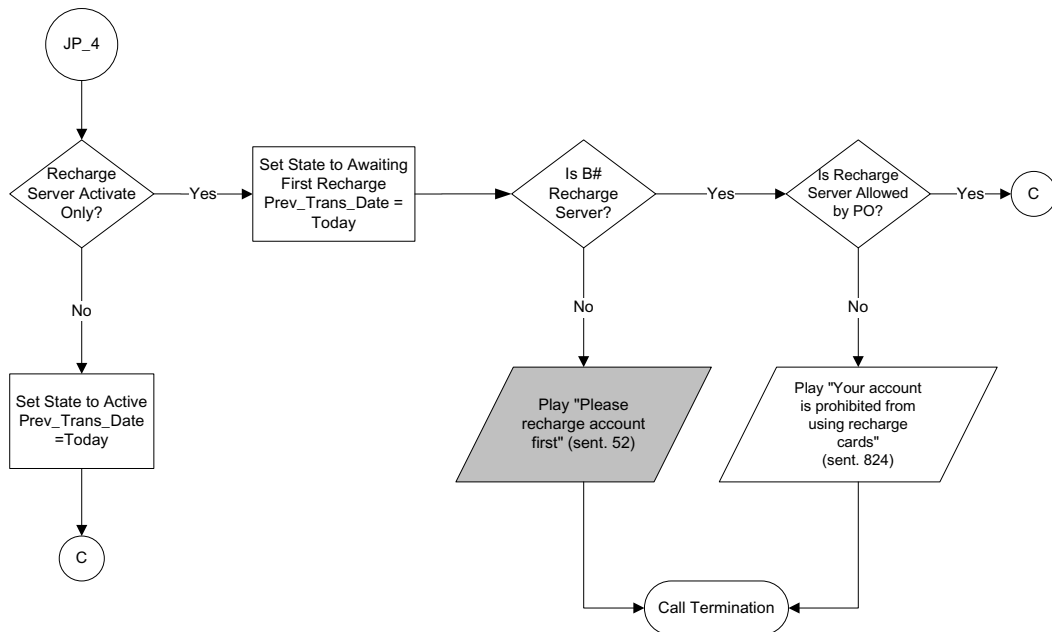 JP_4
Recharge
Server Activate
Only?
Yes
Set State to Awaiting
First Recharge
Prev_Trans_Date =
Today
Is B#
Recharge
Server?
Yes
Is Recharge
Server Allowed
by PO?
Yes
C
No
No
No
Set State to Active
Prev_Trans_Date
=Today
Play "Please
recharge account
first" (sent. 52)
Play "Your account
is prohibited from
using recharge
cards"
(sent. 824)
C
Call Termination